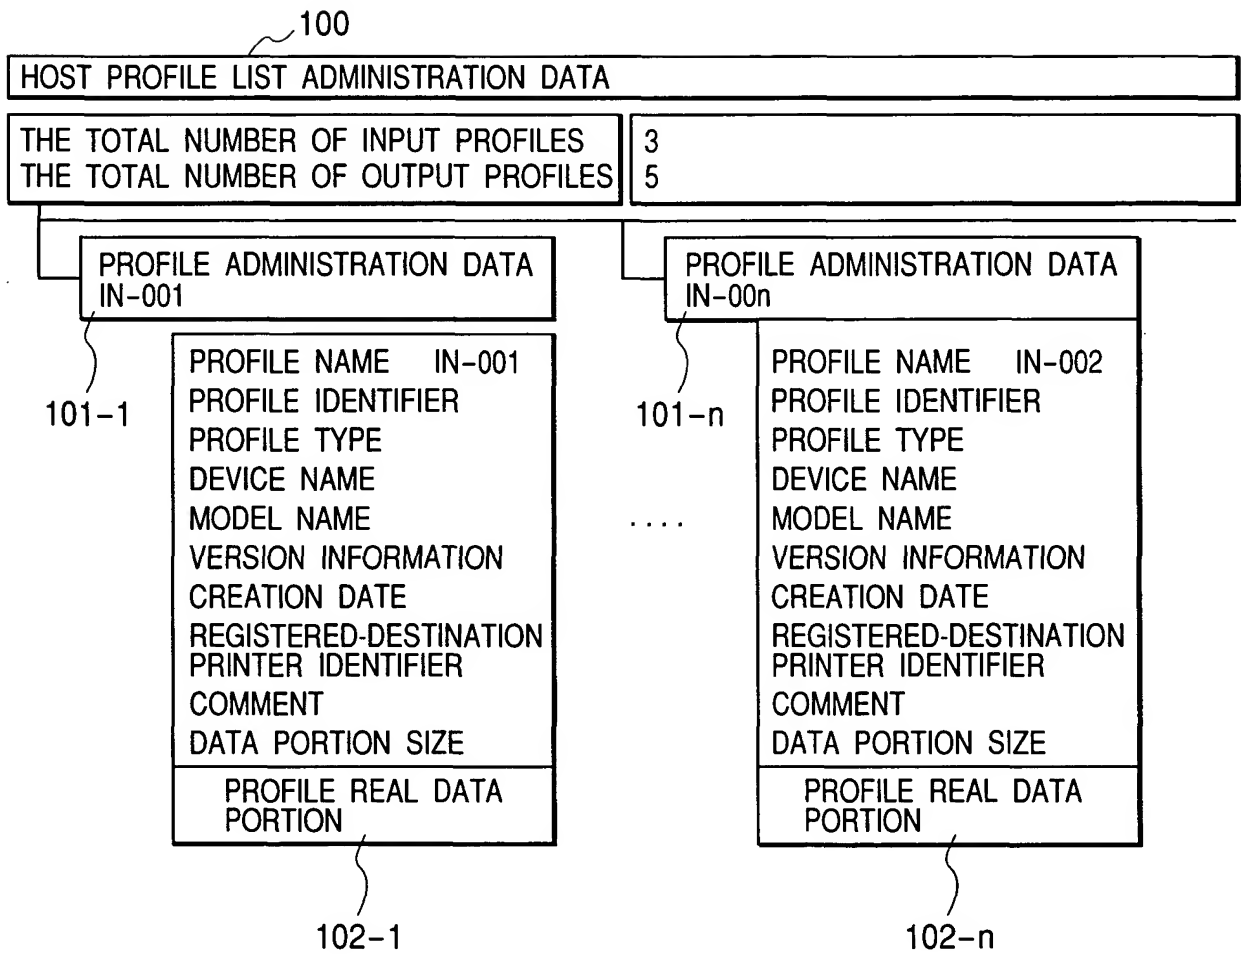 100
HOST PROFILE LIST ADMINISTRATION DATA
THE TOTAL NUMBER OF INPUT PROFILES 3
THE TOTAL NUMBER OF OUTPUT PROFILES 5
PROFILE ADMINISTRATION DATA
IN-001
101-1
PROFILE NAME IN-001
PROFILE IDENTIFIER
PROFILE TYPE
DEVICE NAME
MODEL NAME
VERSION INFORMATION
CREATION DATE
REGISTERED-DESTINATION
PRINTER IDENTIFIER
COMMENT
DATA PORTION SIZE
PROFILE REAL DATA
PORTION
102-1
....
PROFILE ADMINISTRATION DATA
IN-00n
101-n
PROFILE NAME IN-002
PROFILE IDENTIFIER
PROFILE TYPE
DEVICE NAME
MODEL NAME
VERSION INFORMATION
CREATION DATE
REGISTERED-DESTINATION
PRINTER IDENTIFIER
COMMENT
DATA PORTION SIZE
PROFILE REAL DATA
PORTION
102-n